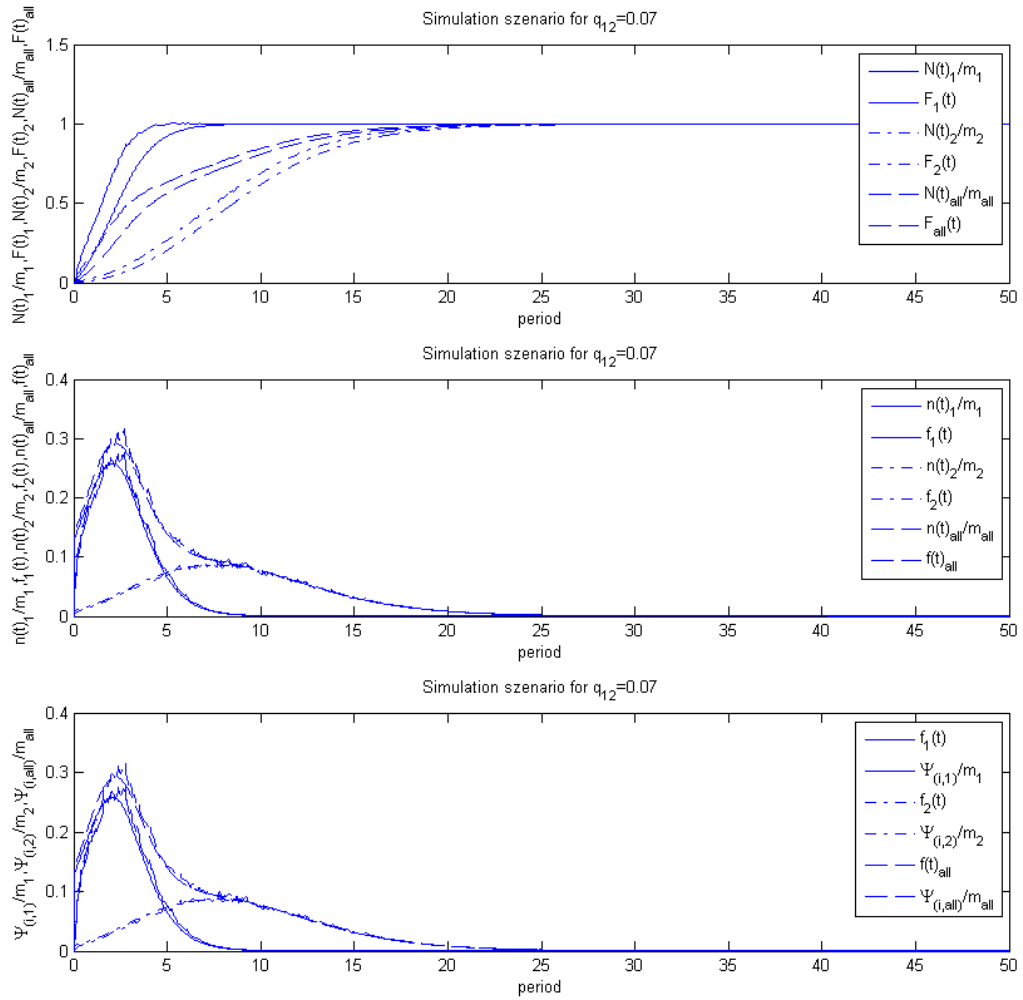 Simulation szenario for q12=0.07
N(t)1/m1,F(t)1,N(t)2/m2,F(t)2,N(t)all/mall,F(t)all
1.5
1
0.5
0
N(t)1/m1
F1(t)
N(t)2/m2
F2(t)
N(t)all/mall
Fall(t)
0 5 10 15 20 25 30 35 40 45 50
period
Simulation szenario for q12=0.07
n(t)1/m1,f1(t),n(t)2/m2,f2(t),n(t)all/mall,f(t)all
0.4
0.3
0.2
0.1
0
n(t)1/m1
f1(t)
n(t)2/m2
f2(t)
n(t)all/mall
f(t)all
0 5 10 15 20 25 30 35 40 45 50
period
Simulation szenario for q12=0.07
Ψ(i,1)/m1,Ψ(i,2)/m2,Ψ(i,all)/mall
0.4
0.3
0.2
0.1
0
f1(t)
Ψ(i,1)/m1
f2(t)
Ψ(i,2)/m2
f(t)all
Ψ(i,all)/mall
0 5 10 15 20 25 30 35 40 45 50
period